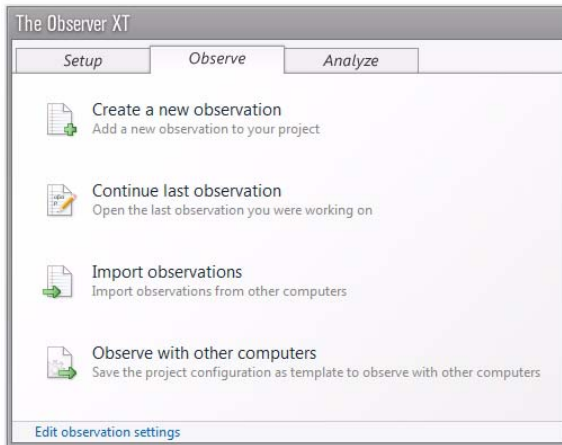 The Observer XT
Setup Observe Analyze
Create a new observation
Add a new observation to your project
Continue last observation
Open the last observation you were working on
Import observations
Import observations from other computers
Observe with other computers
Save the project configuration as template to observe with other computers
Edit observation settings